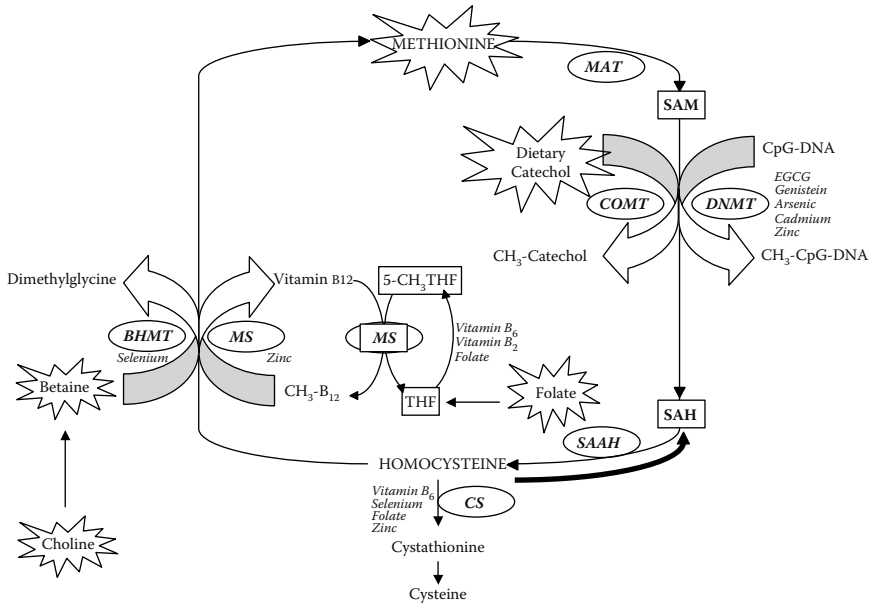 METHIONINE
MAT
SAM
Dietary
Catechol
CpG-DNA
EGCG
Genistein
Arsenic
Cadmium
Zinc
COMT
DNMT
CH₃-Catechol
CH₃-CpG-DNA
Dimethylglycine
Vitamin B12
5-CH₃THF
BHMT
MS
MS
Vitamin B₆
Vitamin B₂
Folate
Selenium
Zinc
Betaine
CH₃-B₁₂
THF
Folate
SAH
SAAH
HOMOCYSTEINE
Vitamin B₆
Selenium
Folate
Zinc
CS
Choline
Cystathionine
Cysteine